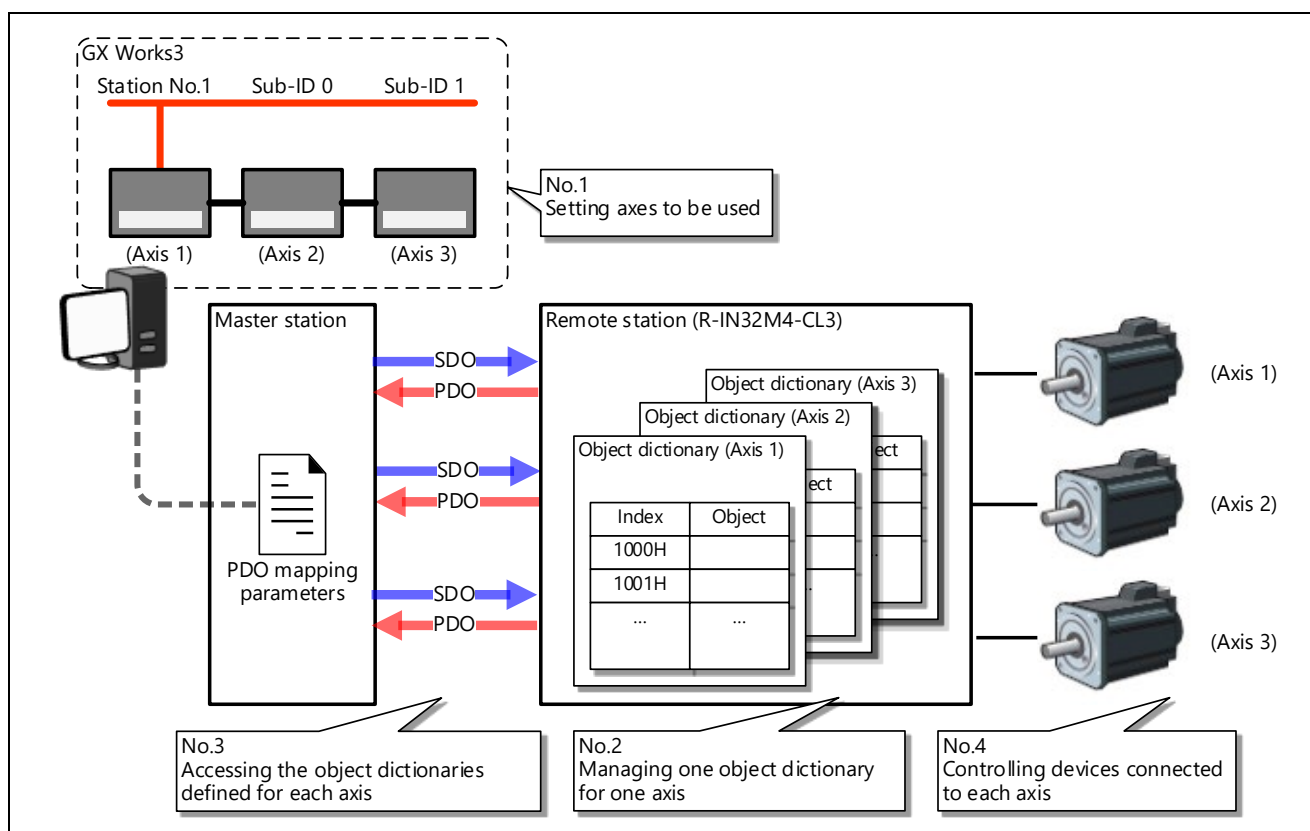 GX Works3
Station No.1 Sub-ID 0 Sub-ID 1
(Axis 1) (Axis 2) (Axis 3)
No.1
Setting axes to be used
Master station
PDO mapping
parameters
SDO
PDO
SDO
PDO
SDO
PDO
Remote station (R-IN32M4-CL3)
Object dictionary (Axis 3)
ect
Object dictionary (Axis 2)
ect
Object dictionary (Axis 1)
Index Object
1000H
1001H
... ...
(Axis 1)
(Axis 2)
(Axis 3)
No.3
Accessing the object dictionaries
defined for each axis
No.2
Managing one object dictionary
for one axis
No.4
Controlling devices connected
to each axis